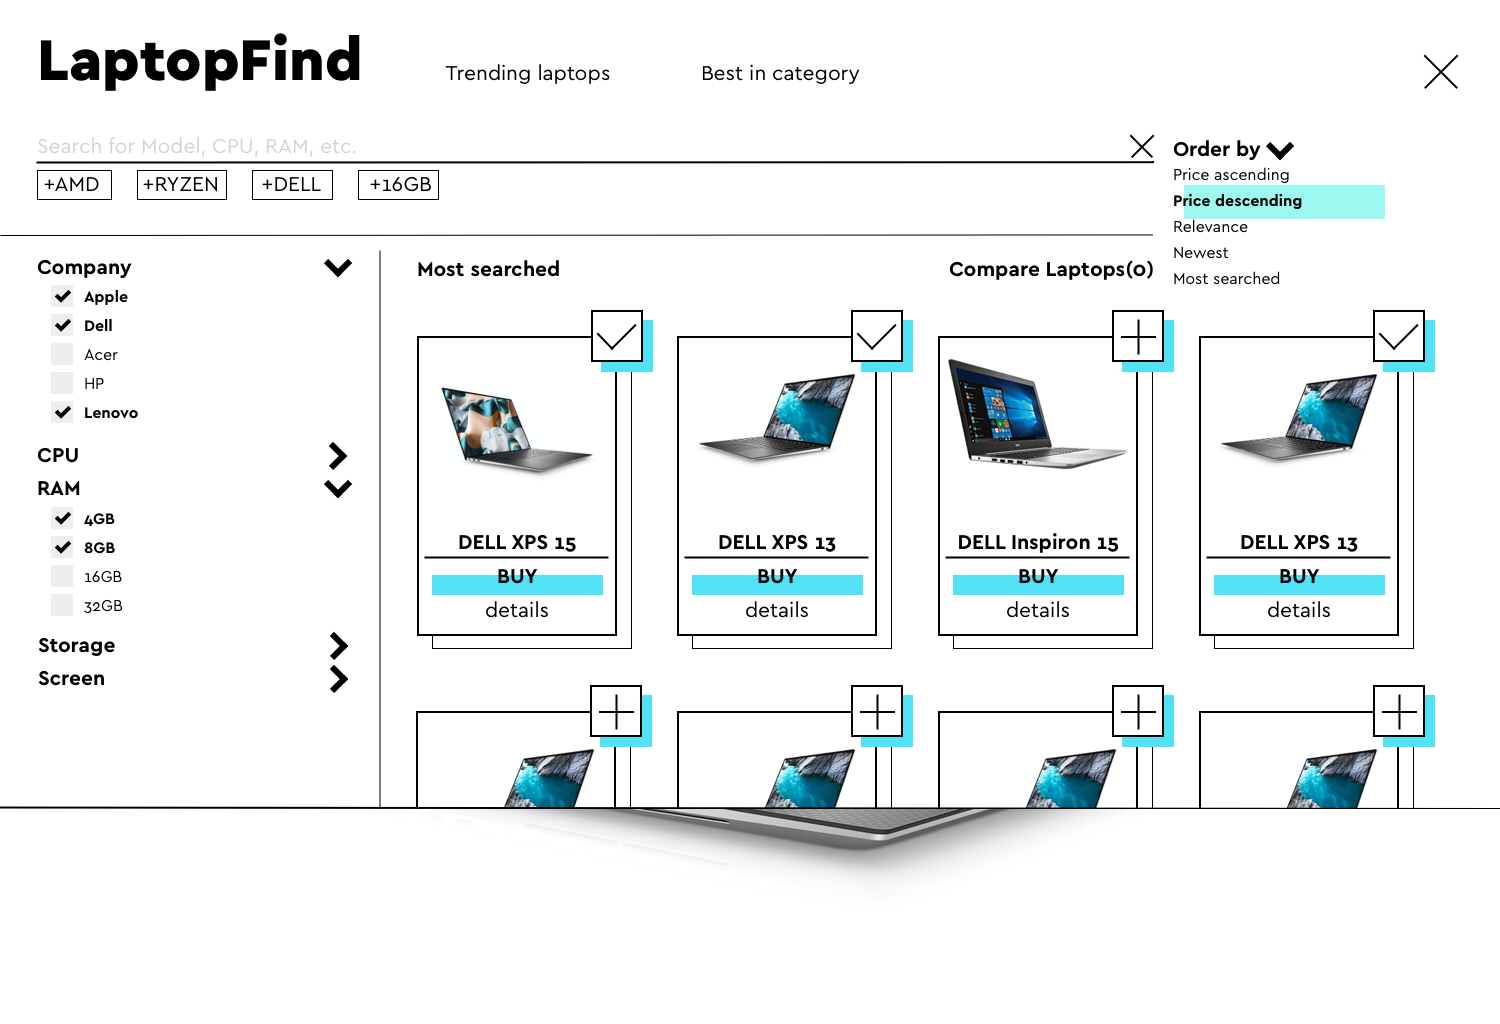 LaptopFind
Trending laptops
Best in category
Search for Model, CPU, RAM, etc.
+AMD
+RYZEN
+DELL
+16GB
Order by
Price ascending
Price descending
Relevance
Newest
Most searched
Company
Apple
Dell
Acer
HP
Lenovo
CPU
RAM
4GB
8GB
16GB
32GB
Storage
Screen
Most searched
Compare Laptops(0)
DELL XPS 15
BUY
details
DELL XPS 13
BUY
details
DELL Inspiron 15
BUY
details
DELL XPS 13
BUY
details